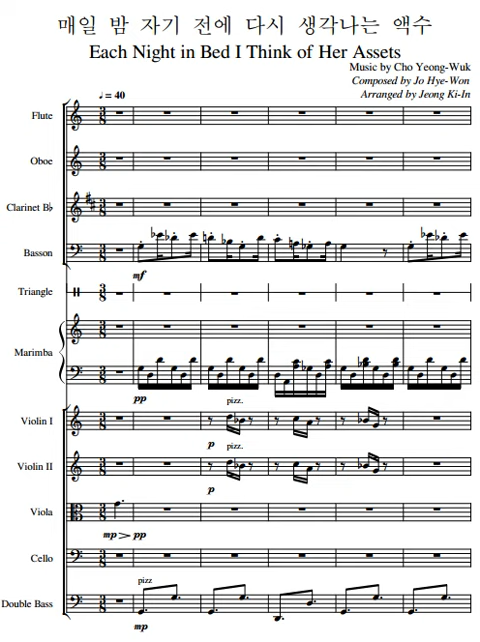 매일 밤 자기 전에 다시 생각나는 액수
Each Night in Bed I Think of Her Assets
Music by Cho Yeong-Wuk
Composed by Jo Hye-Won
Arranged by Jeong Ki-In
♩ = 40
Flute
Oboe
Clarinet B♭
Basson
mf
Triangle
Marimba
pp
pizz.
Violin I
p
pizz.
Violin II
p
Viola
mp pp
Cello
pizz
Double Bass
mp